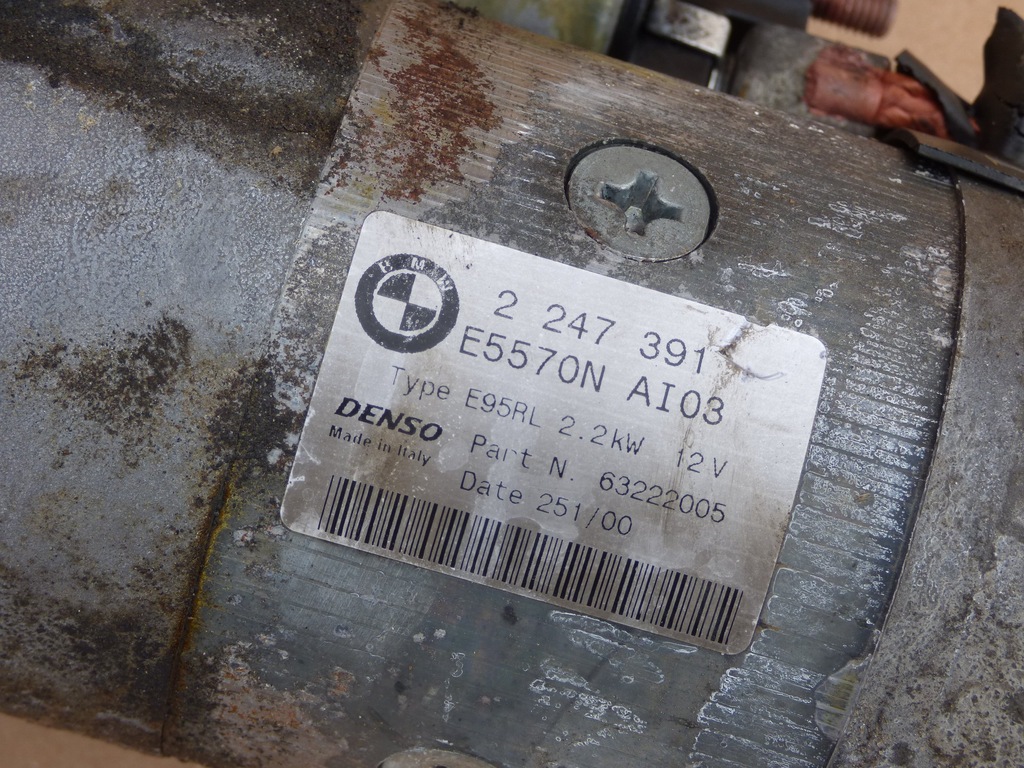 BMW
2 247 391
E5570N AI03
Type E95RL 2.2kW 12V
DENSO Part N. 63222005
Made in Italy
Date 251/00